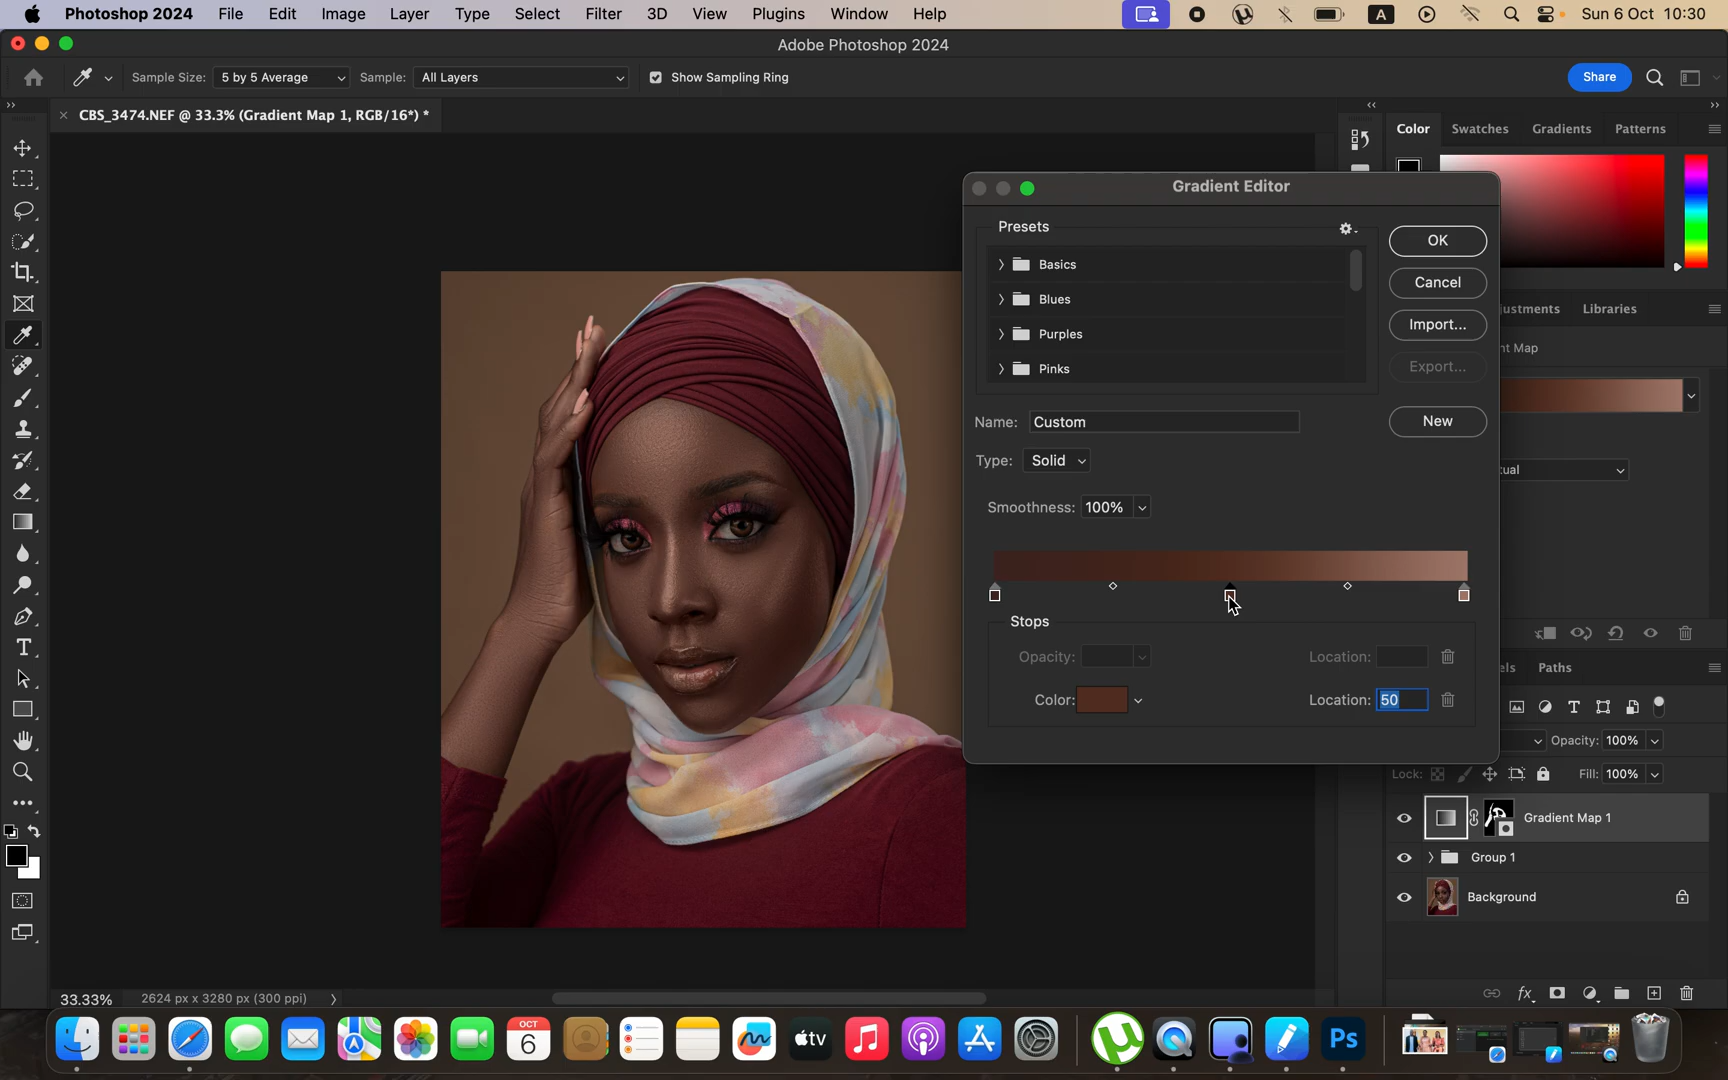 Photoshop 2024 File Edit Image Layer Type Select Filter 3D View Plugins Window Help A Sun 6 Oct 10:30
Adobe Photoshop 2024
Sample Size: 5 by 5 Average Sample: All Layers Show Sampling Ring Share
CBS_3474.NEF @ 33.3% (Gradient Map 1, RGB/16*) *
Color Swatches Gradients Patterns
Gradient Editor
Presets
OK
Basics
Cancel
Blues
justments Libraries
Import...
Purples
nt Map
Export...
Pinks
Name: Custom
New
Type: Solid
tual
Smoothness: 100%
Stops
Opacity: Location:
els Paths
Color: Location: 50
Opacity: 100%
Lock: Fill: 100%
Gradient Map 1
Group 1
Background
fx
33.33% 2624 px x 3280 px (300 ppi)
OCT
6
tv
Ps